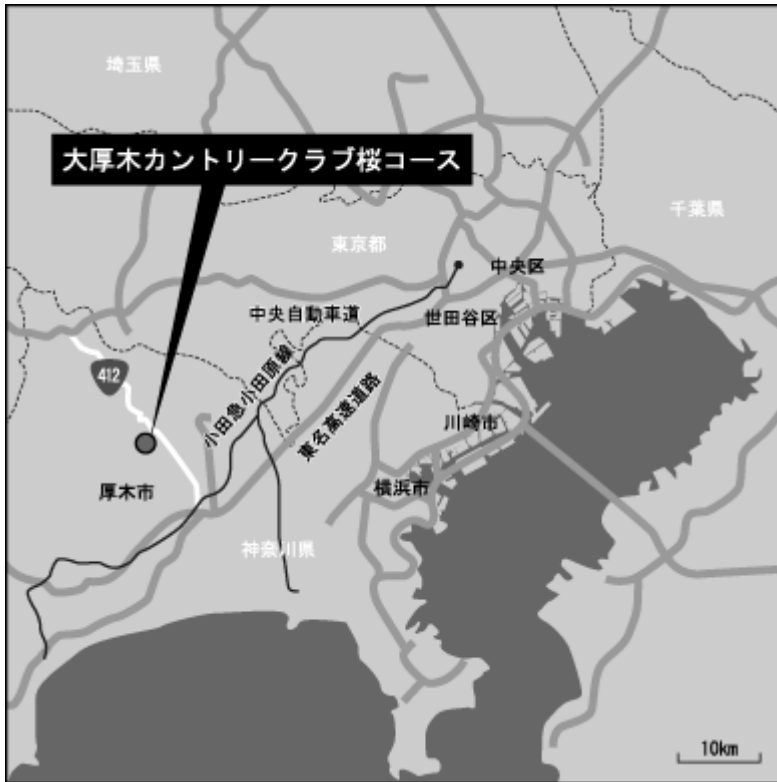 埼玉県
大厚木カントリークラブ桜コース
千葉県
東京都
中央区
中央自動車道
世田谷区
412
小田急小田原線
東名高速道路
川崎市
厚木市
横浜市
神奈川県
10km